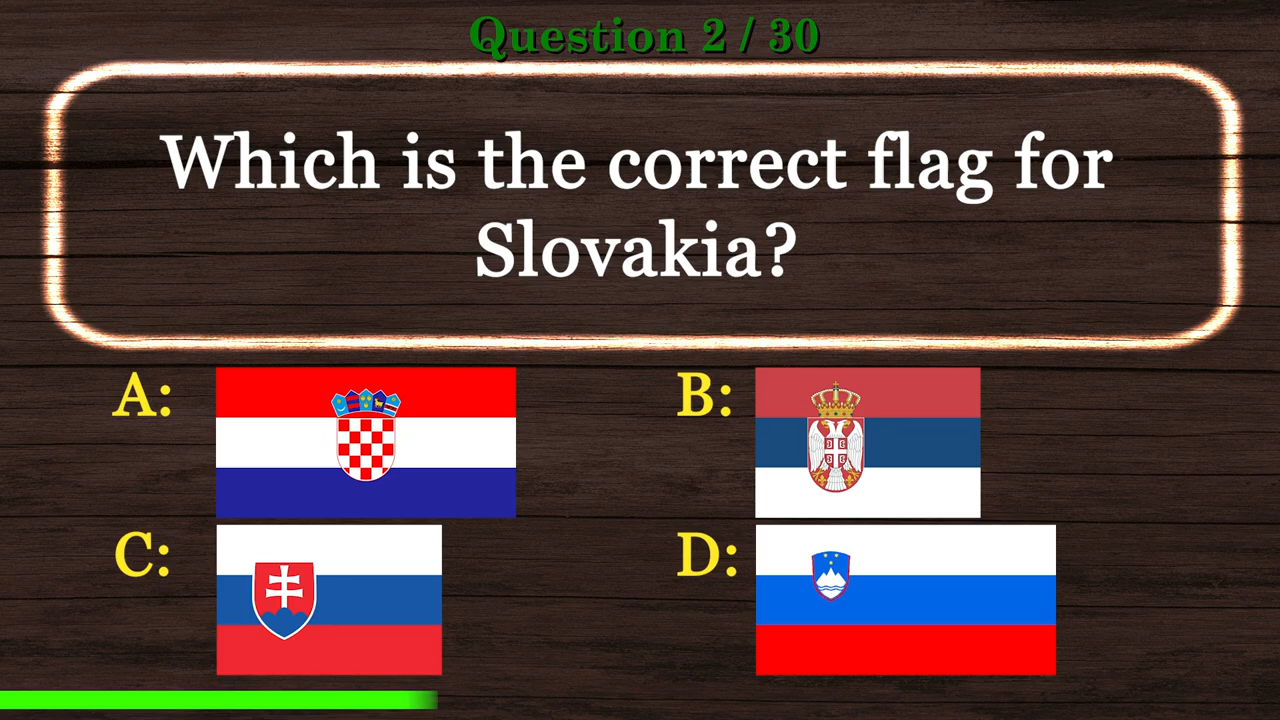 Question 2 / 30
Which is the correct flag for
Slovakia?
A:
B:
C:
D: